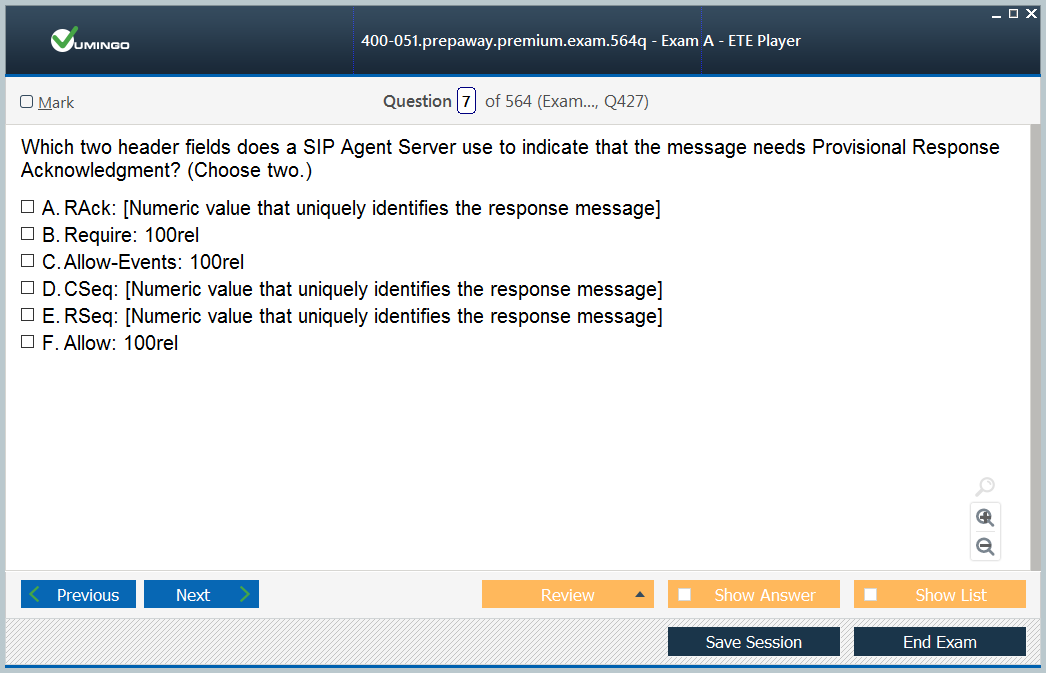 VUMINGO
400-051.prepaway.premium.exam.564q - Exam A - ETE Player
Mark
Question 7 of 564 (Exam..., Q427)
Which two header fields does a SIP Agent Server use to indicate that the message needs Provisional Response
Acknowledgment? (Choose two.)
A. RAck: [Numeric value that uniquely identifies the response message]
B. Require: 100rel
C. Allow-Events: 100rel
D. CSeq: [Numeric value that uniquely identifies the response message]
E. RSeq: [Numeric value that uniquely identifies the response message]
F. Allow: 100rel
Previous
Next
Review
Show Answer
Show List
Save Session
End Exam